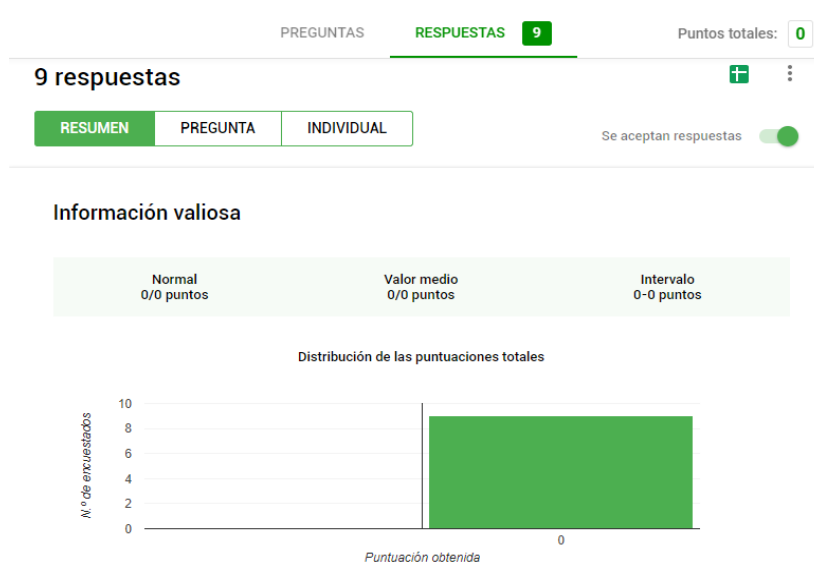 PREGUNTAS RESPUESTAS 9 Puntos totales: 0
9 respuestas
RESUMEN PREGUNTA INDIVIDUAL
Se aceptan respuestas
Información valiosa
Normal Valor medio Intervalo
0/0 puntos 0/0 puntos 0-0 puntos
Distribución de las puntuaciones totales
N.º de encuestados
10
8
6
4
2
0
0
Puntuación obtenida